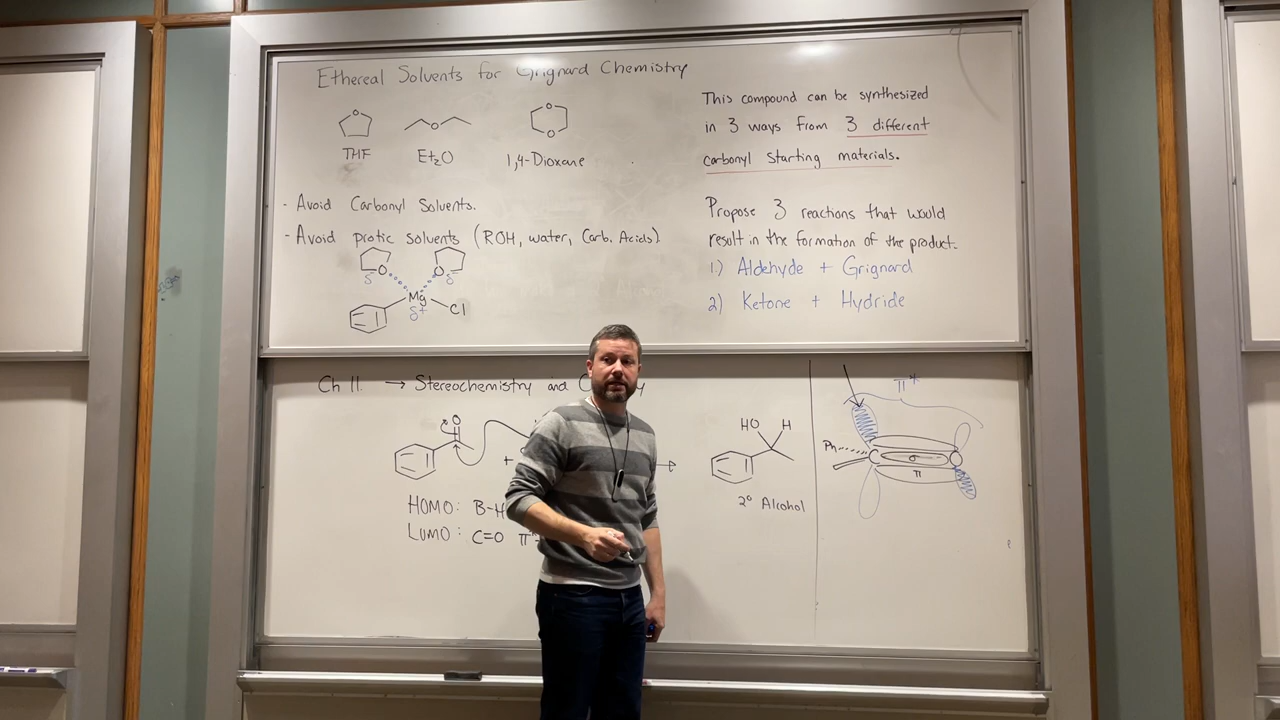 Ethereal Solvents for Grignard Chemistry
THF Et₂O 1,4-Dioxane
- Avoid Carbonyl Solvents.
- Avoid protic solvents (ROH, water, Carb. Acids)
O O
δ⁻ δ⁻
Mg
δ⁺ Cl
This compound can be synthesized
in 3 ways from 3 different
carbonyl starting materials.
Propose 3 reactions that would
result in the formation of the product.
1.) Aldehyde + Grignard
2) Ketone + Hydride
Ch 11. → Stereochemistry and
O
+
HOMO: B-H
LUMO: C=O π*
HO H
2° Alcohol
π*
Ph
C σ O
π